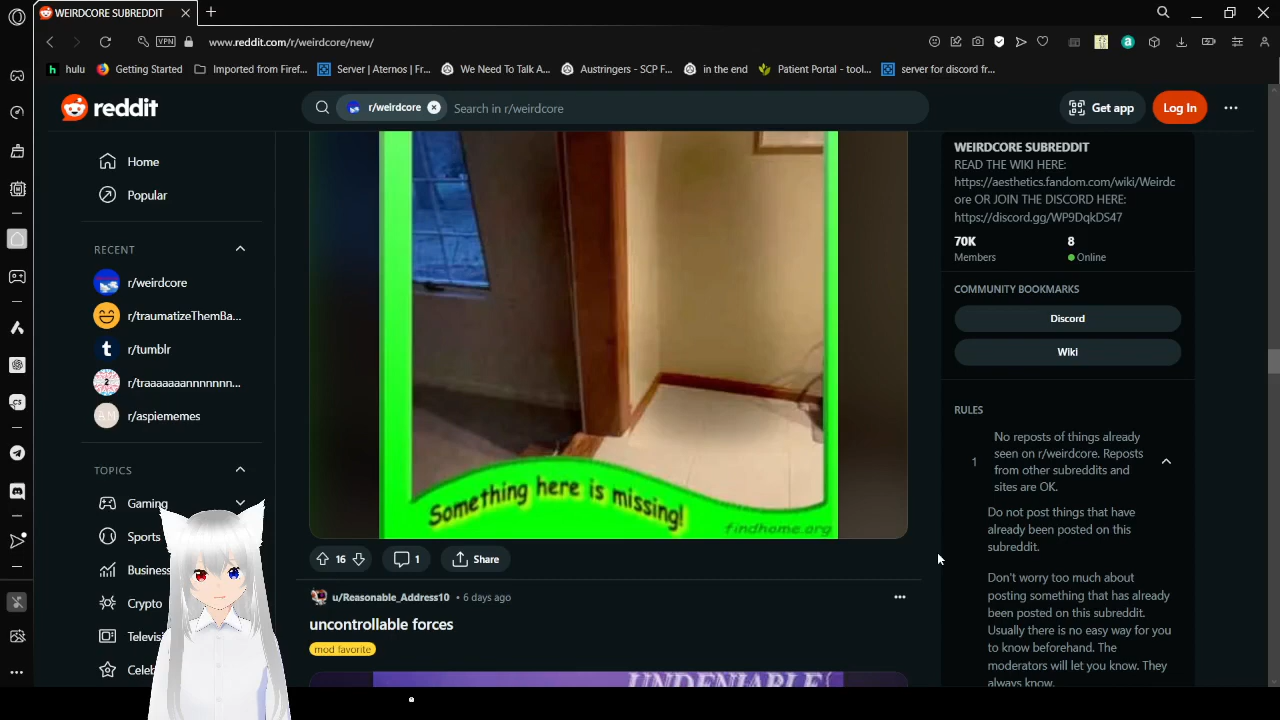 WEIRDCORE SUBREDDIT
VPN
www.reddit.com/r/weirdcore/new/
hulu
Getting Started
Imported from Firef...
Server | Aternos | Fr...
We Need To Talk A...
Austringers - SCP F...
in the end
Patient Portal - tool...
server for discord fr...
reddit
r/weirdcore
Search in r/weirdcore
Get app
Log In
Home
Popular
RECENT
r/weirdcore
r/traumatizeThemBa...
r/tumblr
r/traaaaaaannnnnnn...
r/aspiememes
TOPICS
Gaming
Sports
Business
Crypto
Televisi
Celeb
Something here is missing!
findhome.org
16
1
Share
u/Reasonable_Address10 • 6 days ago
uncontrollable forces
mod favorite
UNDENIABLE
WEIRDCORE SUBREDDIT
READ THE WIKI HERE:
https://aesthetics.fandom.com/wiki/Weirdc
ore OR JOIN THE DISCORD HERE:
https://discord.gg/WP9DqkDS47
70K
Members
8
Online
COMMUNITY BOOKMARKS
Discord
Wiki
RULES
1
No reposts of things already
seen on r/weirdcore. Reposts
from other subreddits and
sites are OK.
Do not post things that have
already been posted on this
subreddit.
Don't worry too much about
posting something that has already
been posted on this subreddit.
Usually there is no easy way for you
to know beforehand. The
moderators will let you know. They
always know.